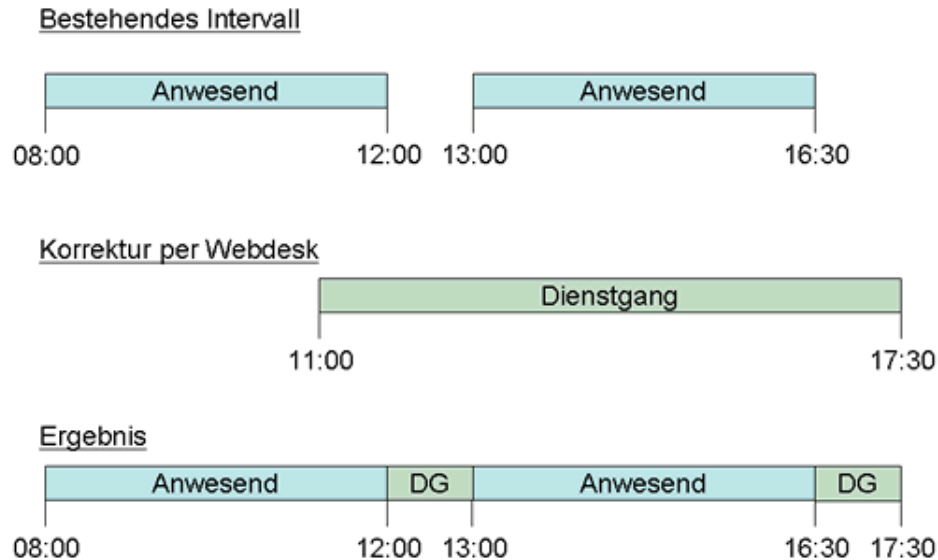 Bestehendes Intervall
Anwesend Anwesend
08:00 12:00 13:00 16:30
Korrektur per Webdesk
Dienstgang
11:00 17:30
Ergebnis
Anwesend DG Anwesend DG
08:00 12:00 13:00 16:30 17:30